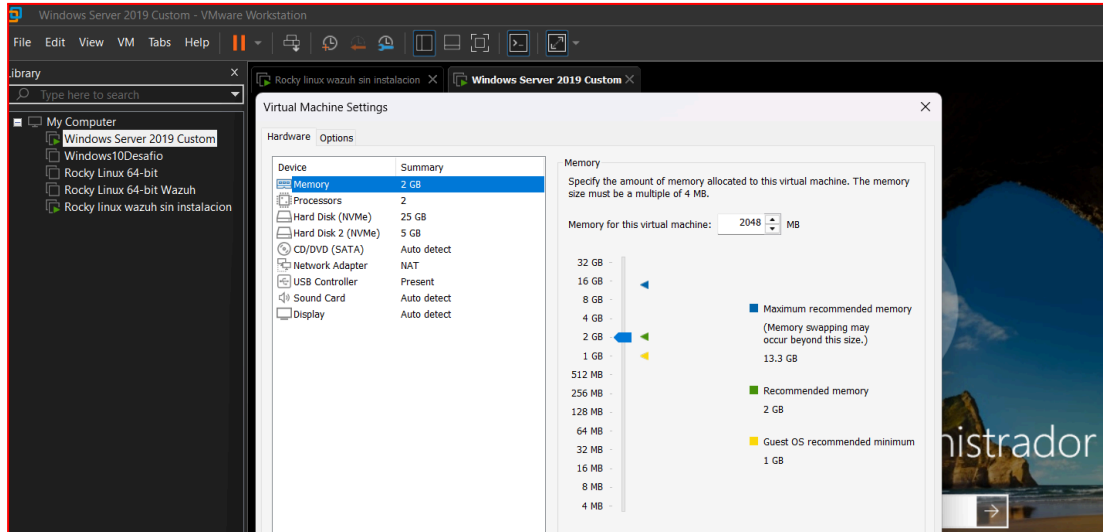 Windows Server 2019 Custom - VMware Workstation
File Edit View VM Tabs Help
Library X
Type here to search
My Computer
Windows Server 2019 Custom
Windows10Desafio
Rocky Linux 64-bit
Rocky Linux 64-bit Wazuh
Rocky linux wazuh sin instalacion
Rocky linux wazuh sin instalacion
Windows Server 2019 Custom
Virtual Machine Settings
Hardware Options
Device Summary
Memory 2 GB
Processors 2
Hard Disk (NVMe) 25 GB
Hard Disk 2 (NVMe) 5 GB
CD/DVD (SATA) Auto detect
Network Adapter NAT
USB Controller Present
Sound Card Auto detect
Display Auto detect
Memory
Specify the amount of memory allocated to this virtual machine. The memory
size must be a multiple of 4 MB.
Memory for this virtual machine: 2048 MB
32 GB
16 GB
8 GB
4 GB
2 GB
1 GB
512 MB
256 MB
128 MB
64 MB
32 MB
16 MB
8 MB
4 MB
Maximum recommended memory
(Memory swapping may
occur beyond this size.)
13.3 GB
Recommended memory
2 GB
Guest OS recommended minimum
1 GB
nistrador